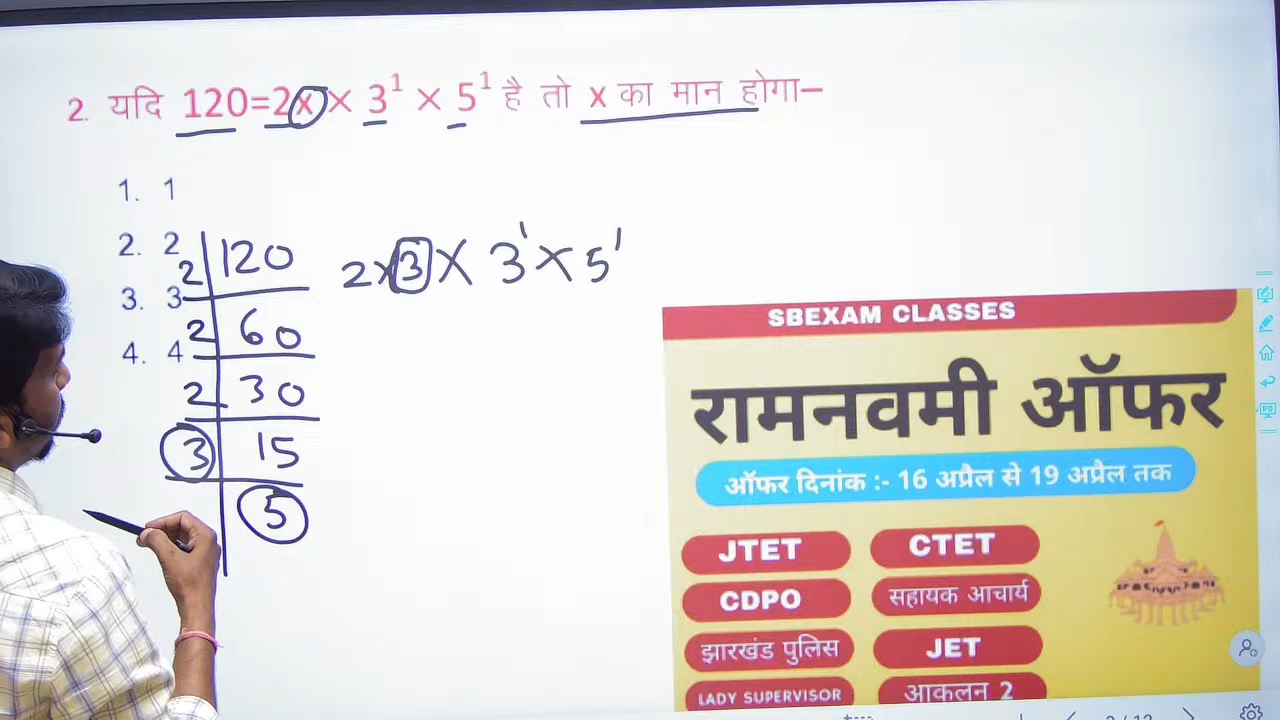 2. यदि 120=2x × 3¹ × 5¹ है तो x का मान होगा–
1. 1
2. 2
3. 3
4. 4
2 120
2 60
2 30
3 15
5
2×3 × 3¹ × 5¹
SBEXAM CLASSES
रामनवमी ऑफर
ऑफर दिनांक :- 16 अप्रैल से 19 अप्रैल तक
JTET CTET
CDPO सहायक आचार्य
झारखंड पुलिस JET
LADY SUPERVISOR आकलन 2